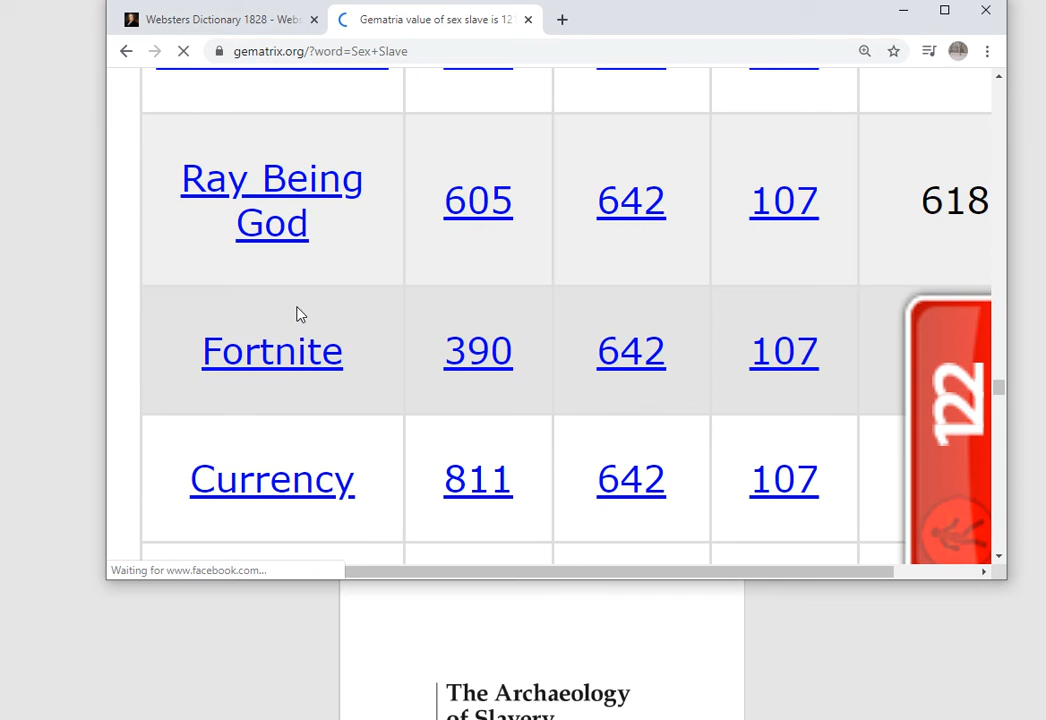 Websters Dictionary 1828 - Webs
Gematria value of sex slave is 12
gematrix.org/?word=Sex+Slave
Ray Being
God
605
642
107
618
Fortnite
390
642
107
Currency
811
642
107
122
Waiting for www.facebook.com...
The Archaeology
of Slavery